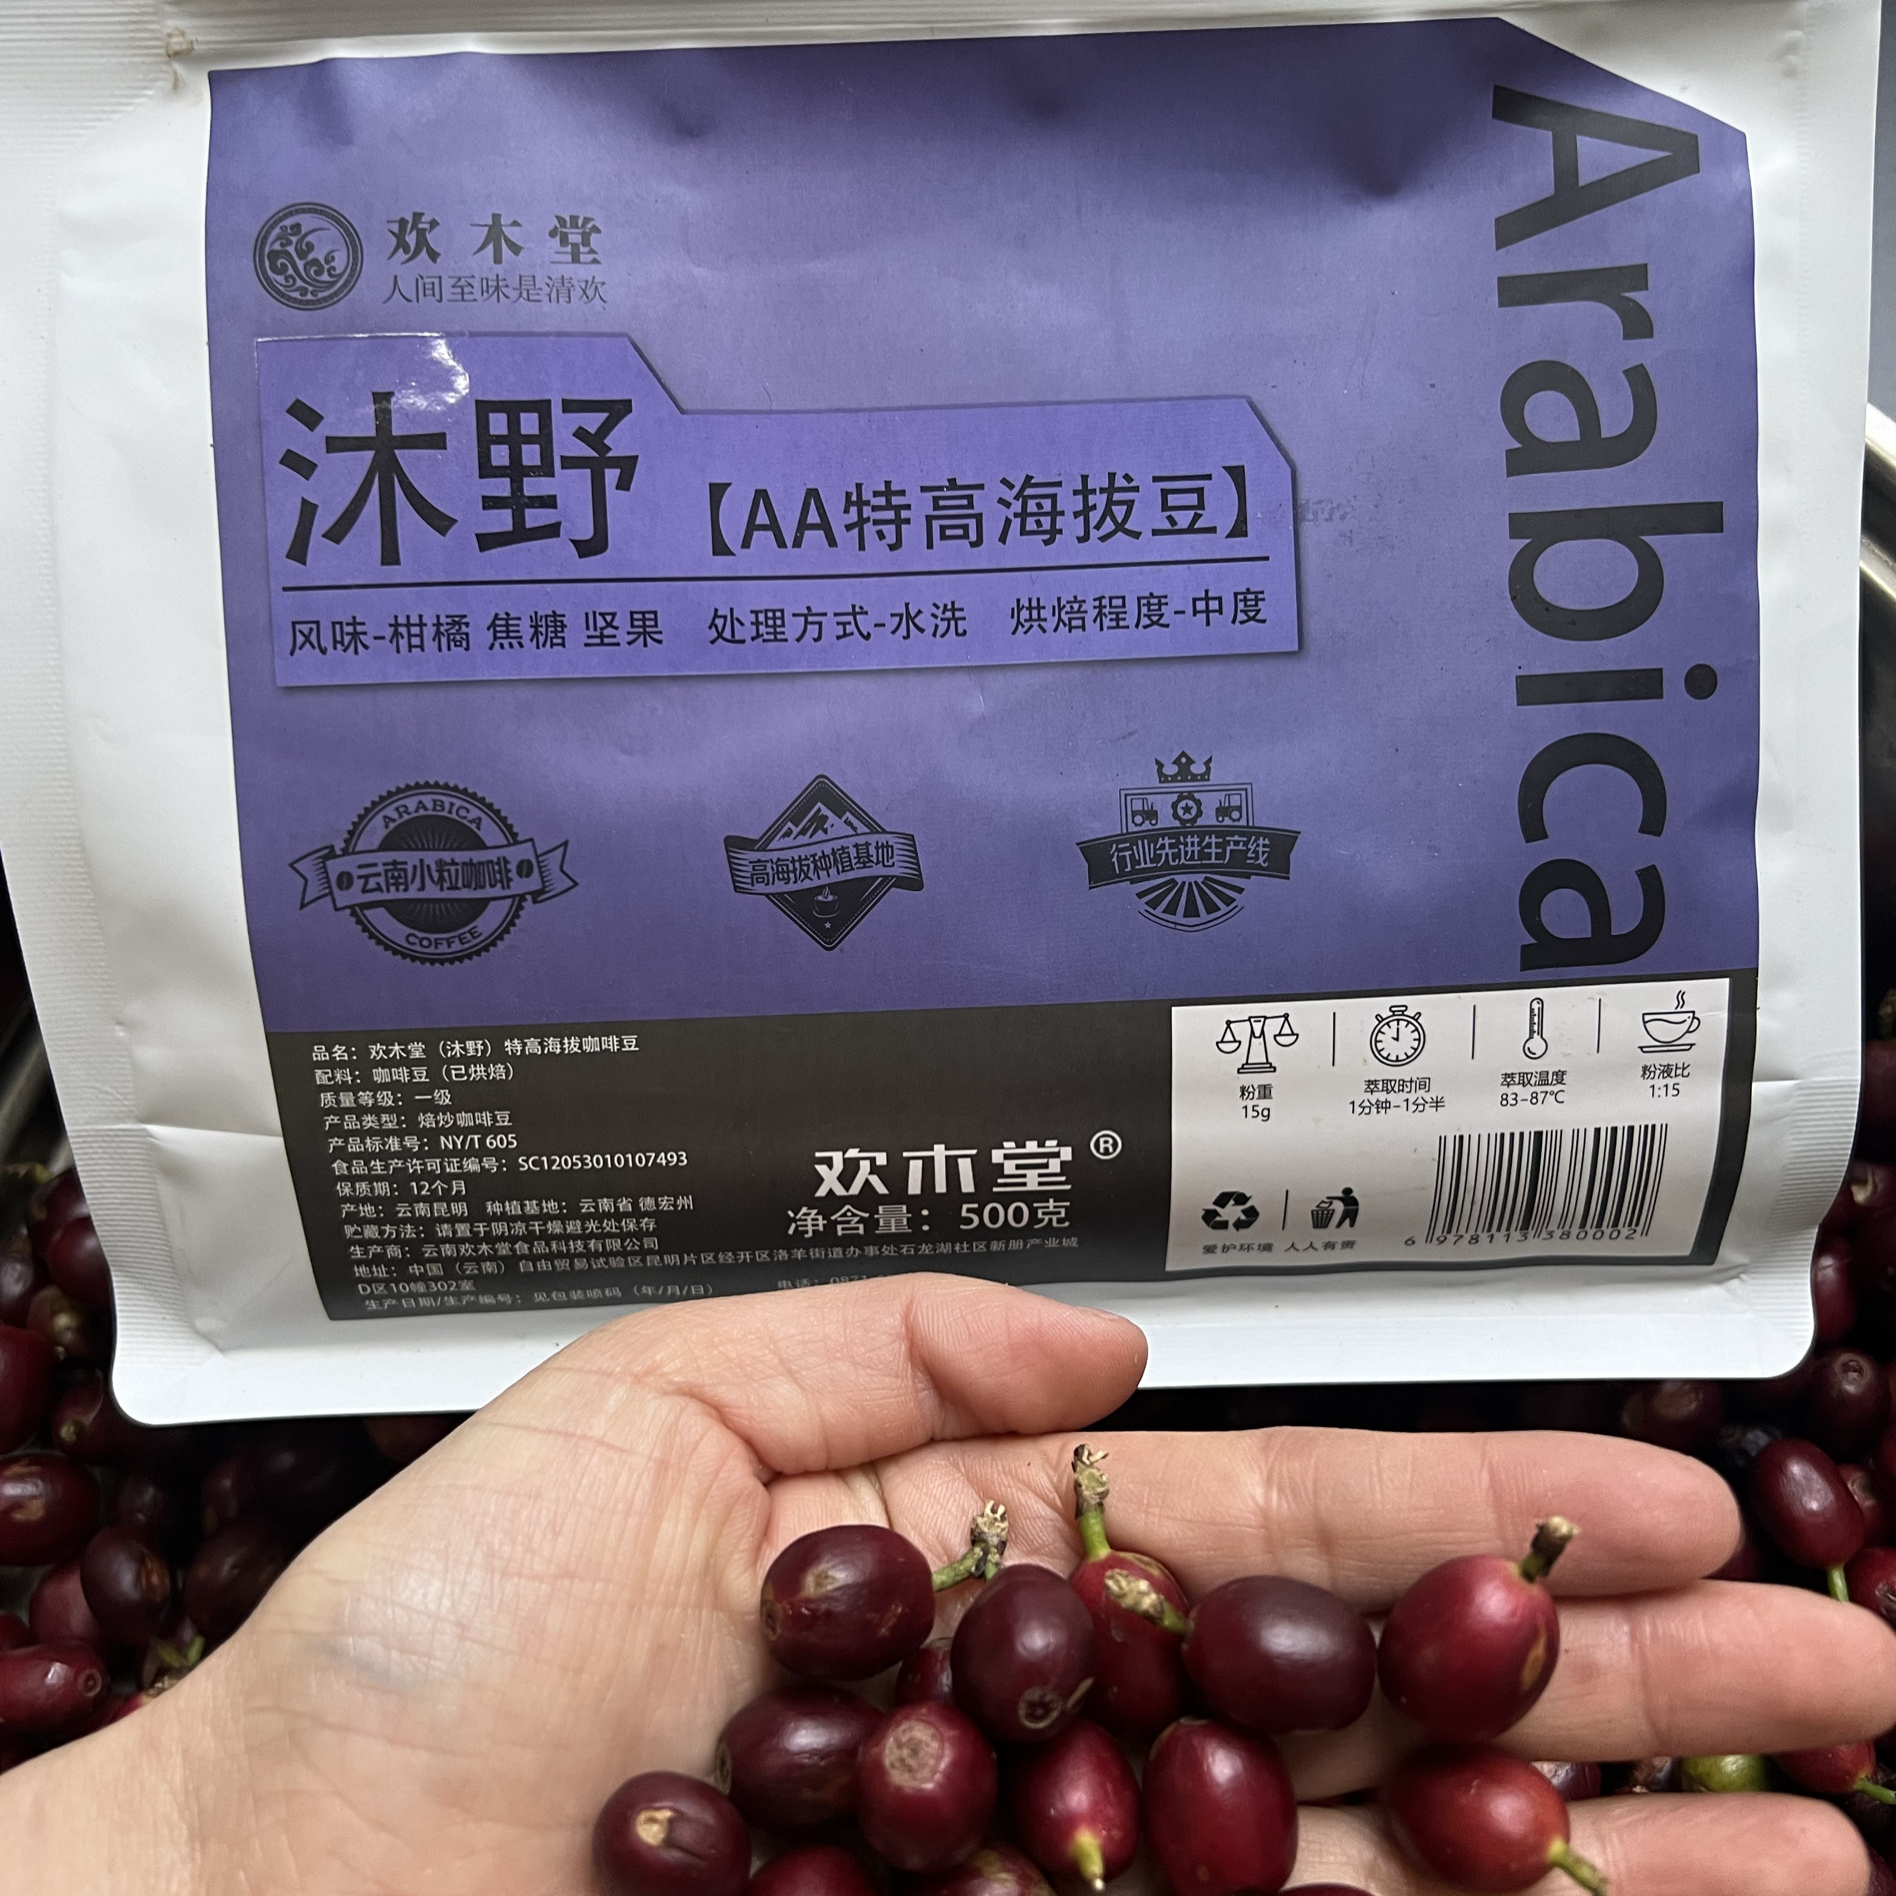 欢木堂
人间至味是清欢
Arabica
沐野【AA特高海拔豆】
风味-柑橘 焦糖 坚果 处理方式-水洗 烘焙程度-中度
ARABICA
云南小粒咖啡
COFFEE
高海拔种植基地
行业先进生产线
品名：欢木堂（沐野）特高海拔咖啡豆
配料：咖啡豆（已烘焙）
质量等级：一级
产品类型：焙炒咖啡豆
产品标准号：NY/T 605
食品生产许可证编号：SC12053010107493
保质期：12个月
产地：云南昆明 种植基地：云南省 德宏州
贮藏方法：请置于阴凉干燥避光处保存
生产商：云南欢木堂食品科技有限公司
地址：中国（云南）自由贸易试验区昆明片区经开区洛羊街道办事处石龙湖社区新册产业城
D区10幢302室
生产日期/生产编号：见包装喷码（年/月/日） 电话：0871
欢木堂®
净含量：500克
粉重
15g
萃取时间
1分钟-1分半
萃取温度
83-87℃
粉液比
1:15
爱护环境 人人有责
6 978113 380002